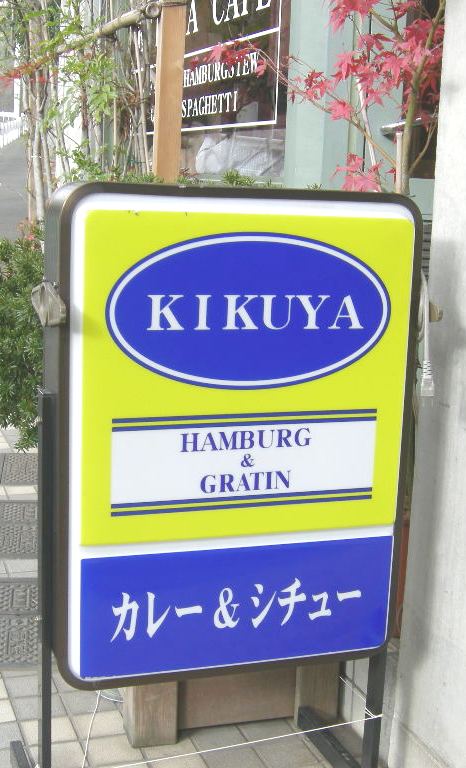 CAFE
HAMBURGSTEW
SPAGHETTI
KIKUYA
HAMBURG
&
GRATIN
カレー&シチュー